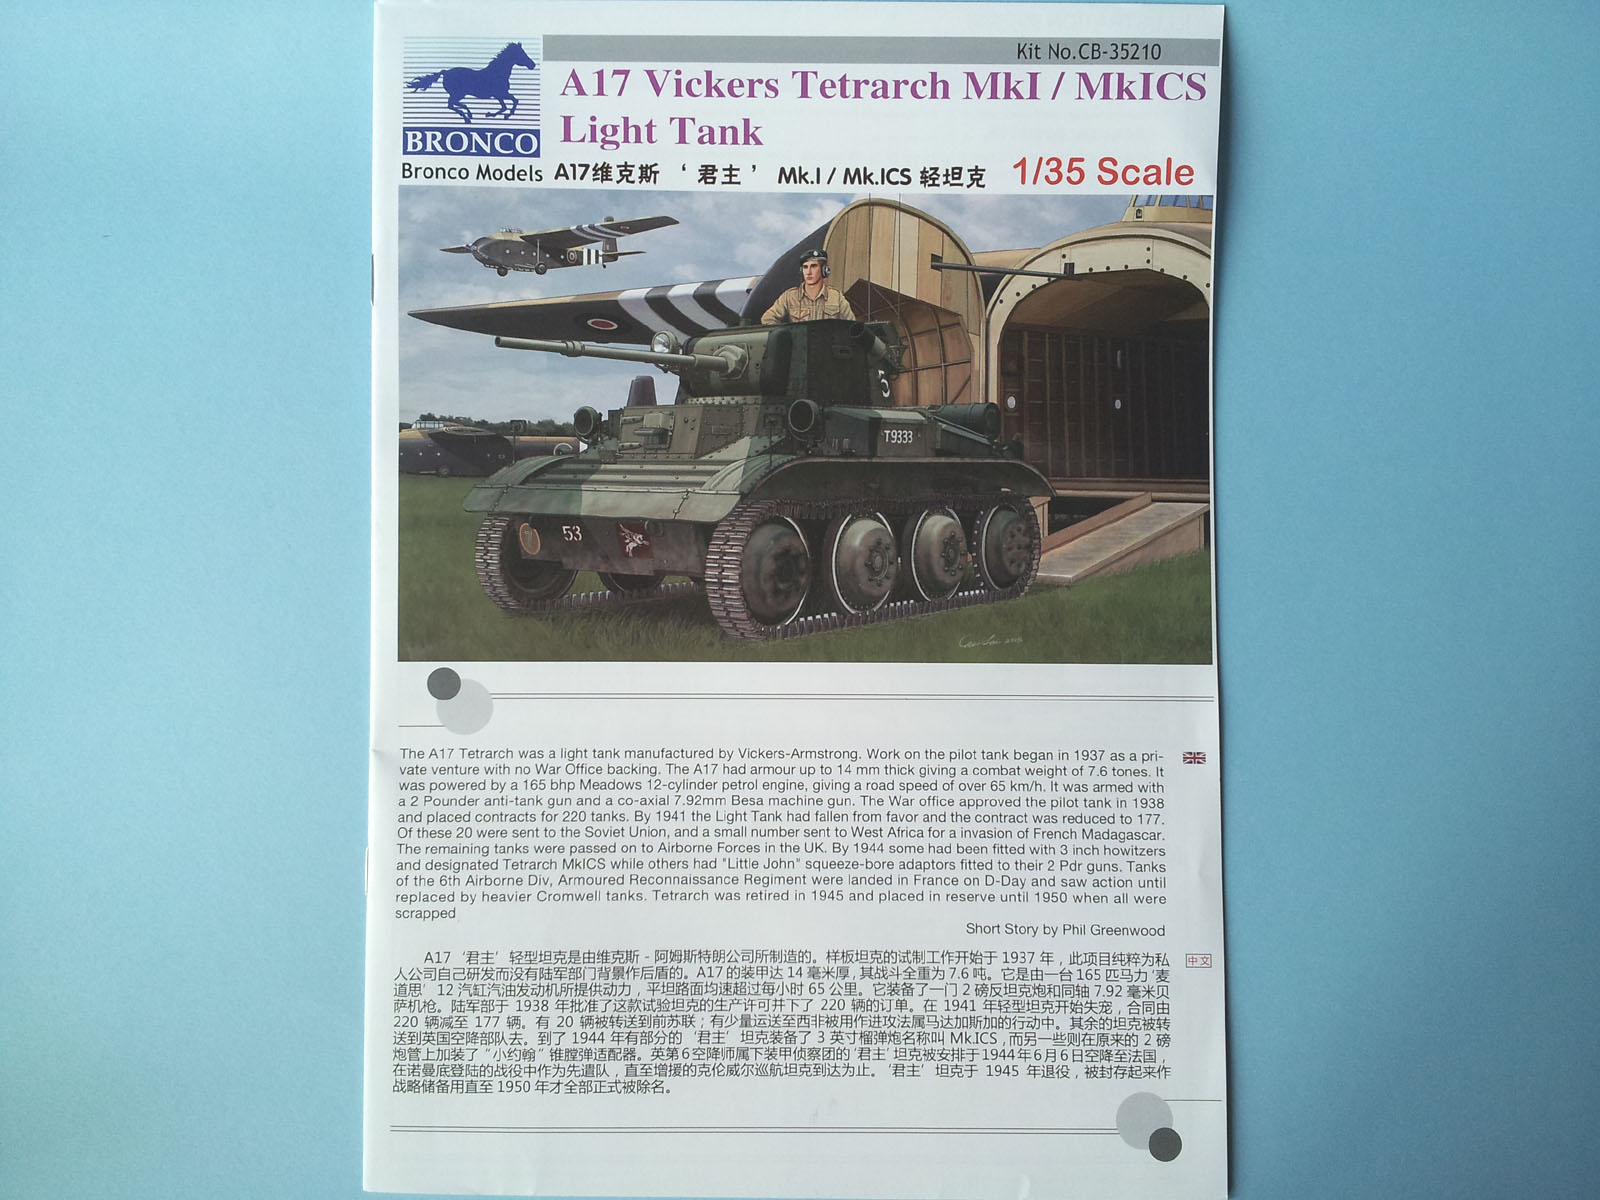 Kit No.CB-35210
BRONCO
A17 Vickers Tetrarch MkI / MkICS
Light Tank
Bronco Models A17维克斯 ‘ 君主 ’ Mk.I / Mk.ICS 轻坦克 1/35 Scale
5
T9333
53
The A17 Tetrarch was a light tank manufactured by Vickers-Armstrong. Work on the pilot tank began in 1937 as a pri-
vate venture with no War Office backing. The A17 had armour up to 14 mm thick giving a combat weight of 7.6 tones. It
was powered by a 165 bhp Meadows 12-cylinder petrol engine, giving a road speed of over 65 km/h. It was armed with
a 2 Pounder anti-tank gun and a co-axial 7.92mm Besa machine gun. The War office approved the pilot tank in 1938
and placed contracts for 220 tanks. By 1941 the Light Tank had fallen from favor and the contract was reduced to 177.
Of these 20 were sent to the Soviet Union, and a small number sent to West Africa for a invasion of French Madagascar.
The remaining tanks were passed on to Airborne Forces in the UK. By 1944 some had been fitted with 3 inch howitzers
and designated Tetrarch MkICS while others had "Little John" squeeze-bore adaptors fitted to their 2 Pdr guns. Tanks
of the 6th Airborne Div, Armoured Reconnaissance Regiment were landed in France on D-Day and saw action until
replaced by heavier Cromwell tanks. Tetrarch was retired in 1945 and placed in reserve until 1950 when all were
scrapped
Short Story by Phil Greenwood
中文
A17‘君主’轻型坦克是由维克斯－阿姆斯特朗公司所制造的。样板坦克的试制工作开始于 1937 年，此项目纯粹为私
人公司自己研发而没有陆军部门背景作后盾的。A17 的装甲达 14 毫米厚，其战斗全重为 7.6 吨。它是由一台 165 匹马力‘麦
道思’12 汽缸汽油发动机所提供动力，平坦路面均速超过每小时 65 公里。它装备了一门 2 磅反坦克炮和同轴 7.92 毫米贝
萨机枪。陆军部于 1938 年批准了这款试验坦克的生产许可并下了 220 辆的订单。在 1941 年轻型坦克开始失宠，合同由
220 辆减至 177 辆。有 20 辆被转送到前苏联；有少量运送至西非被用作进攻法属马达加斯加的行动中。其余的坦克被转
送到英国空降部队去。到了 1944 年有部分的‘君主’坦克装备了 3 英寸榴弹炮名称叫 Mk.ICS，而另一些则在原来的 2 磅
炮管上加装了“小约翰”锥膛弹适配器。英第 6 空降师属下装甲侦察团的‘君主’坦克被安排于 1944 年 6 月 6 日空降至法国，
在诺曼底登陆的战役中作为先遣队，直至增援的克伦威尔巡航坦克到达为止。‘君主’坦克于 1945 年退役，被封存起来作
战略储备用直至 1950 年才全部正式被除名。